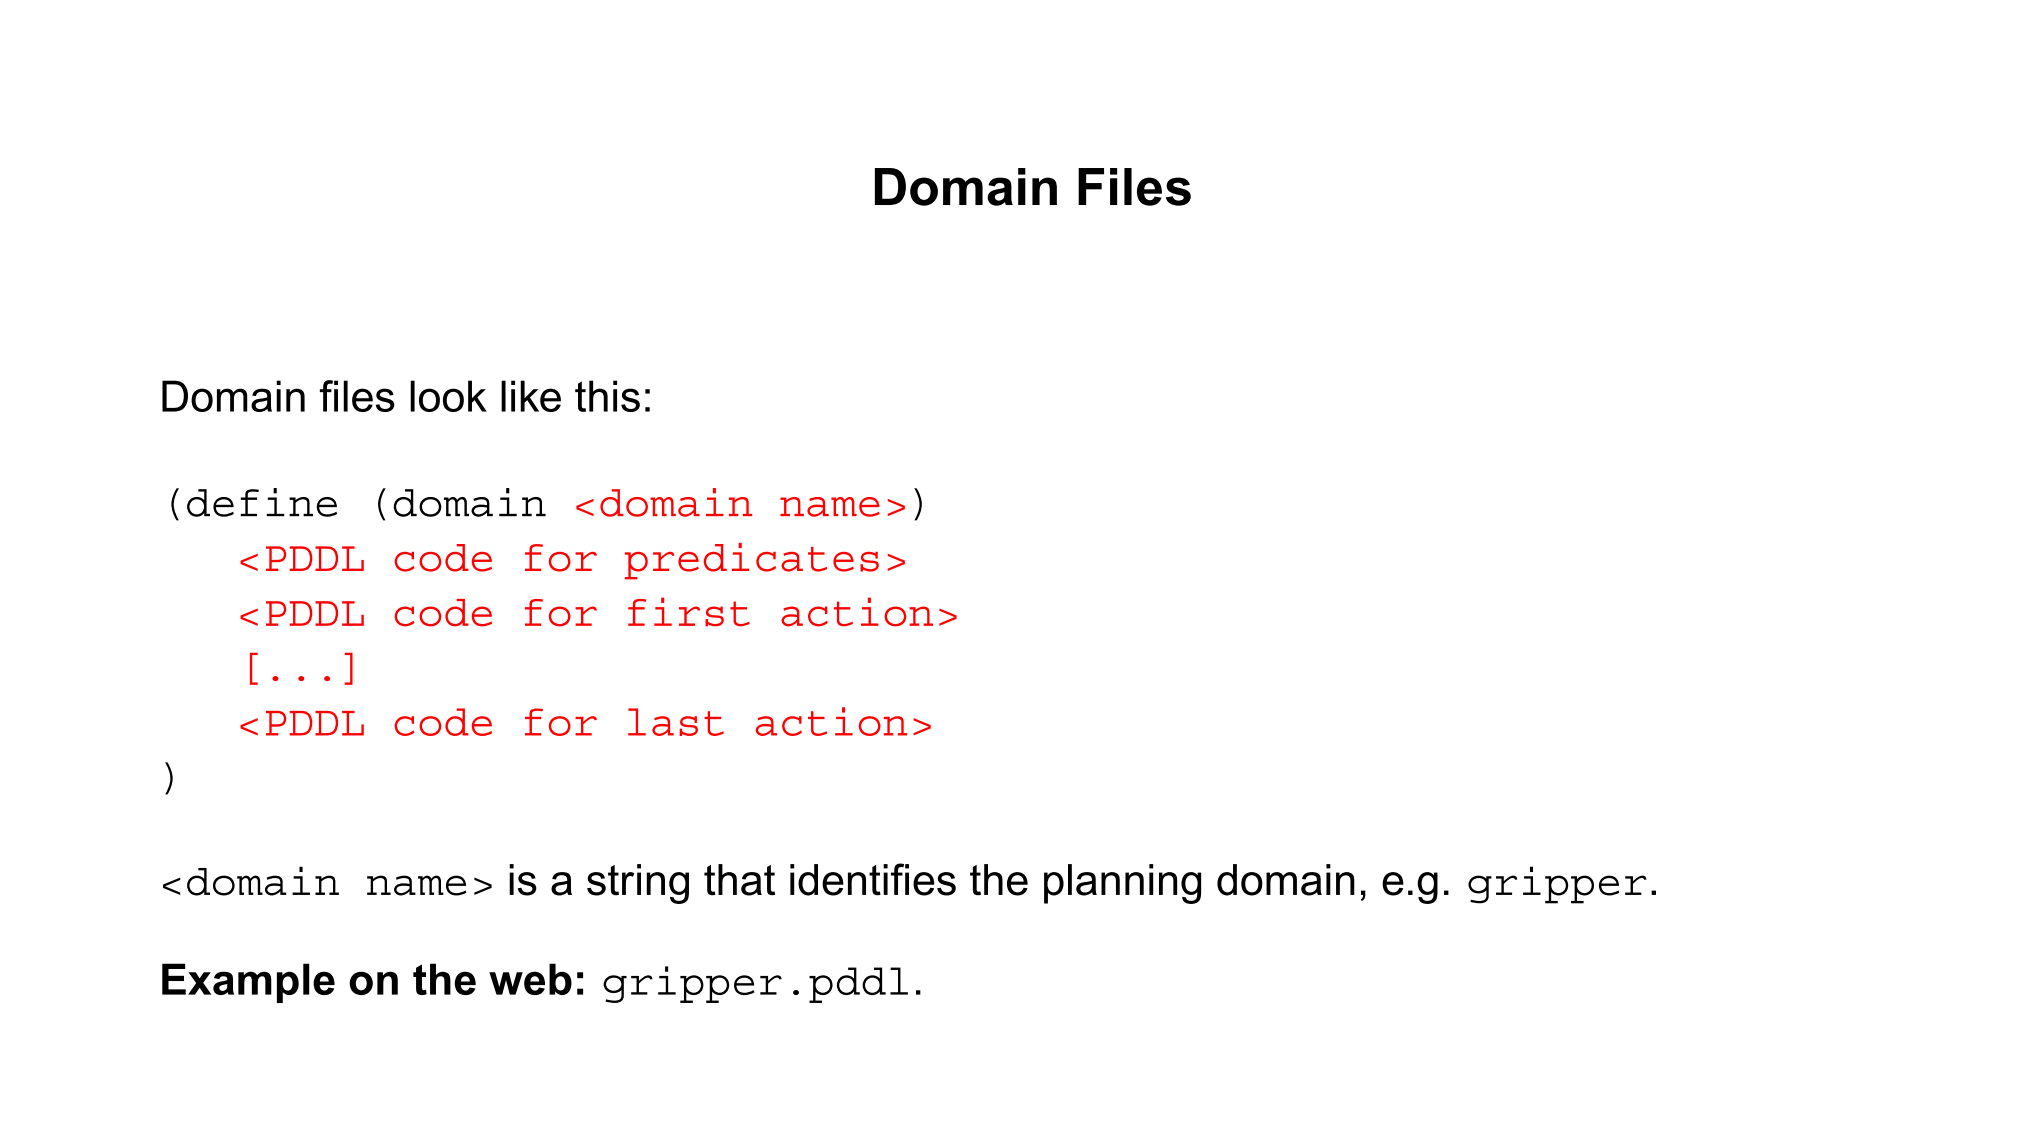 Domain Files
Domain files look like this:
(define (domain <domain name>)
<PDDL code for predicates>
<PDDL code for first action>
[...]
<PDDL code for last action>
)
<domain name> is a string that identifies the planning domain, e.g. gripper.
Example on the web: gripper.pddl.